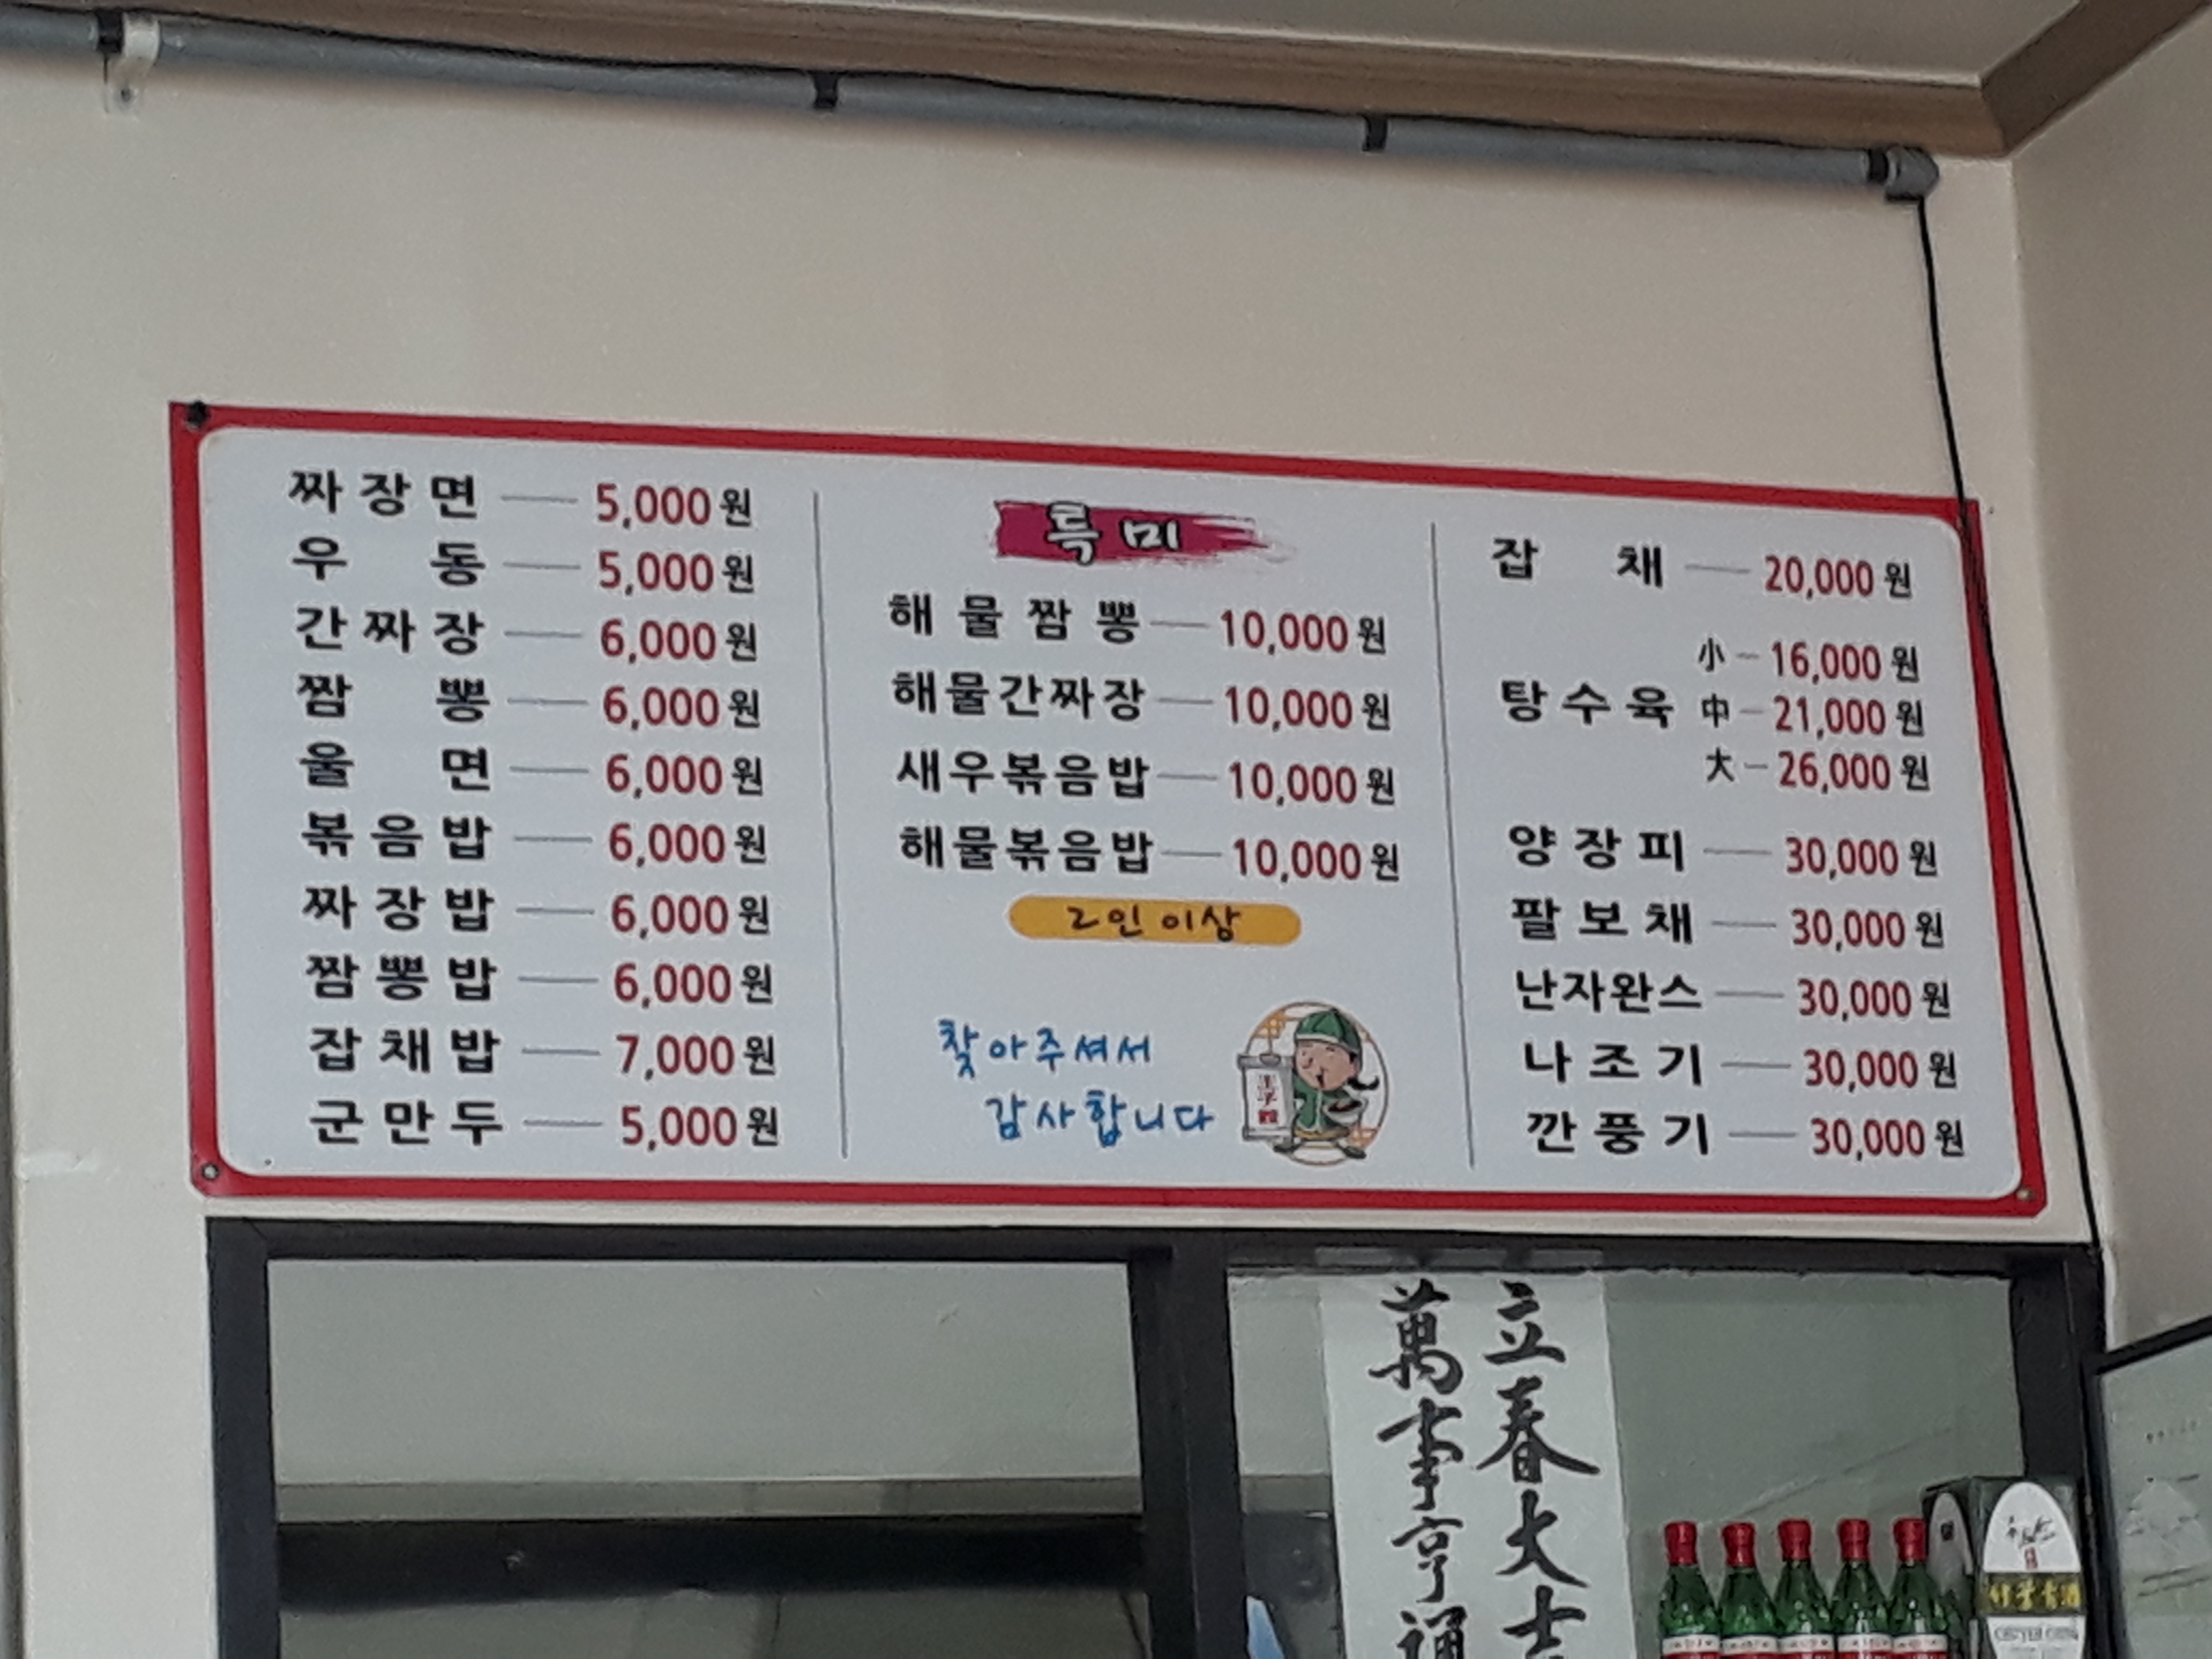 짜장면 — 5,000원
우동 — 5,000원
간짜장 — 6,000원
짬뽕 — 6,000원
울면 — 6,000원
볶음밥 — 6,000원
짜장밥 — 6,000원
짬뽕밥 — 6,000원
잡채밥 — 7,000원
군만두 — 5,000원
특미
해물짬뽕 — 10,000원
해물간짜장 — 10,000원
새우볶음밥 — 10,000원
해물볶음밥 — 10,000원
2인 이상
찾아주셔서
감사합니다
잡채 — 20,000원
탕수육
小 — 16,000원
中 — 21,000원
大 — 26,000원
양장피 — 30,000원
팔보채 — 30,000원
난자완스 — 30,000원
나조기 — 30,000원
깐풍기 — 30,000원
立春大吉
萬事亨通